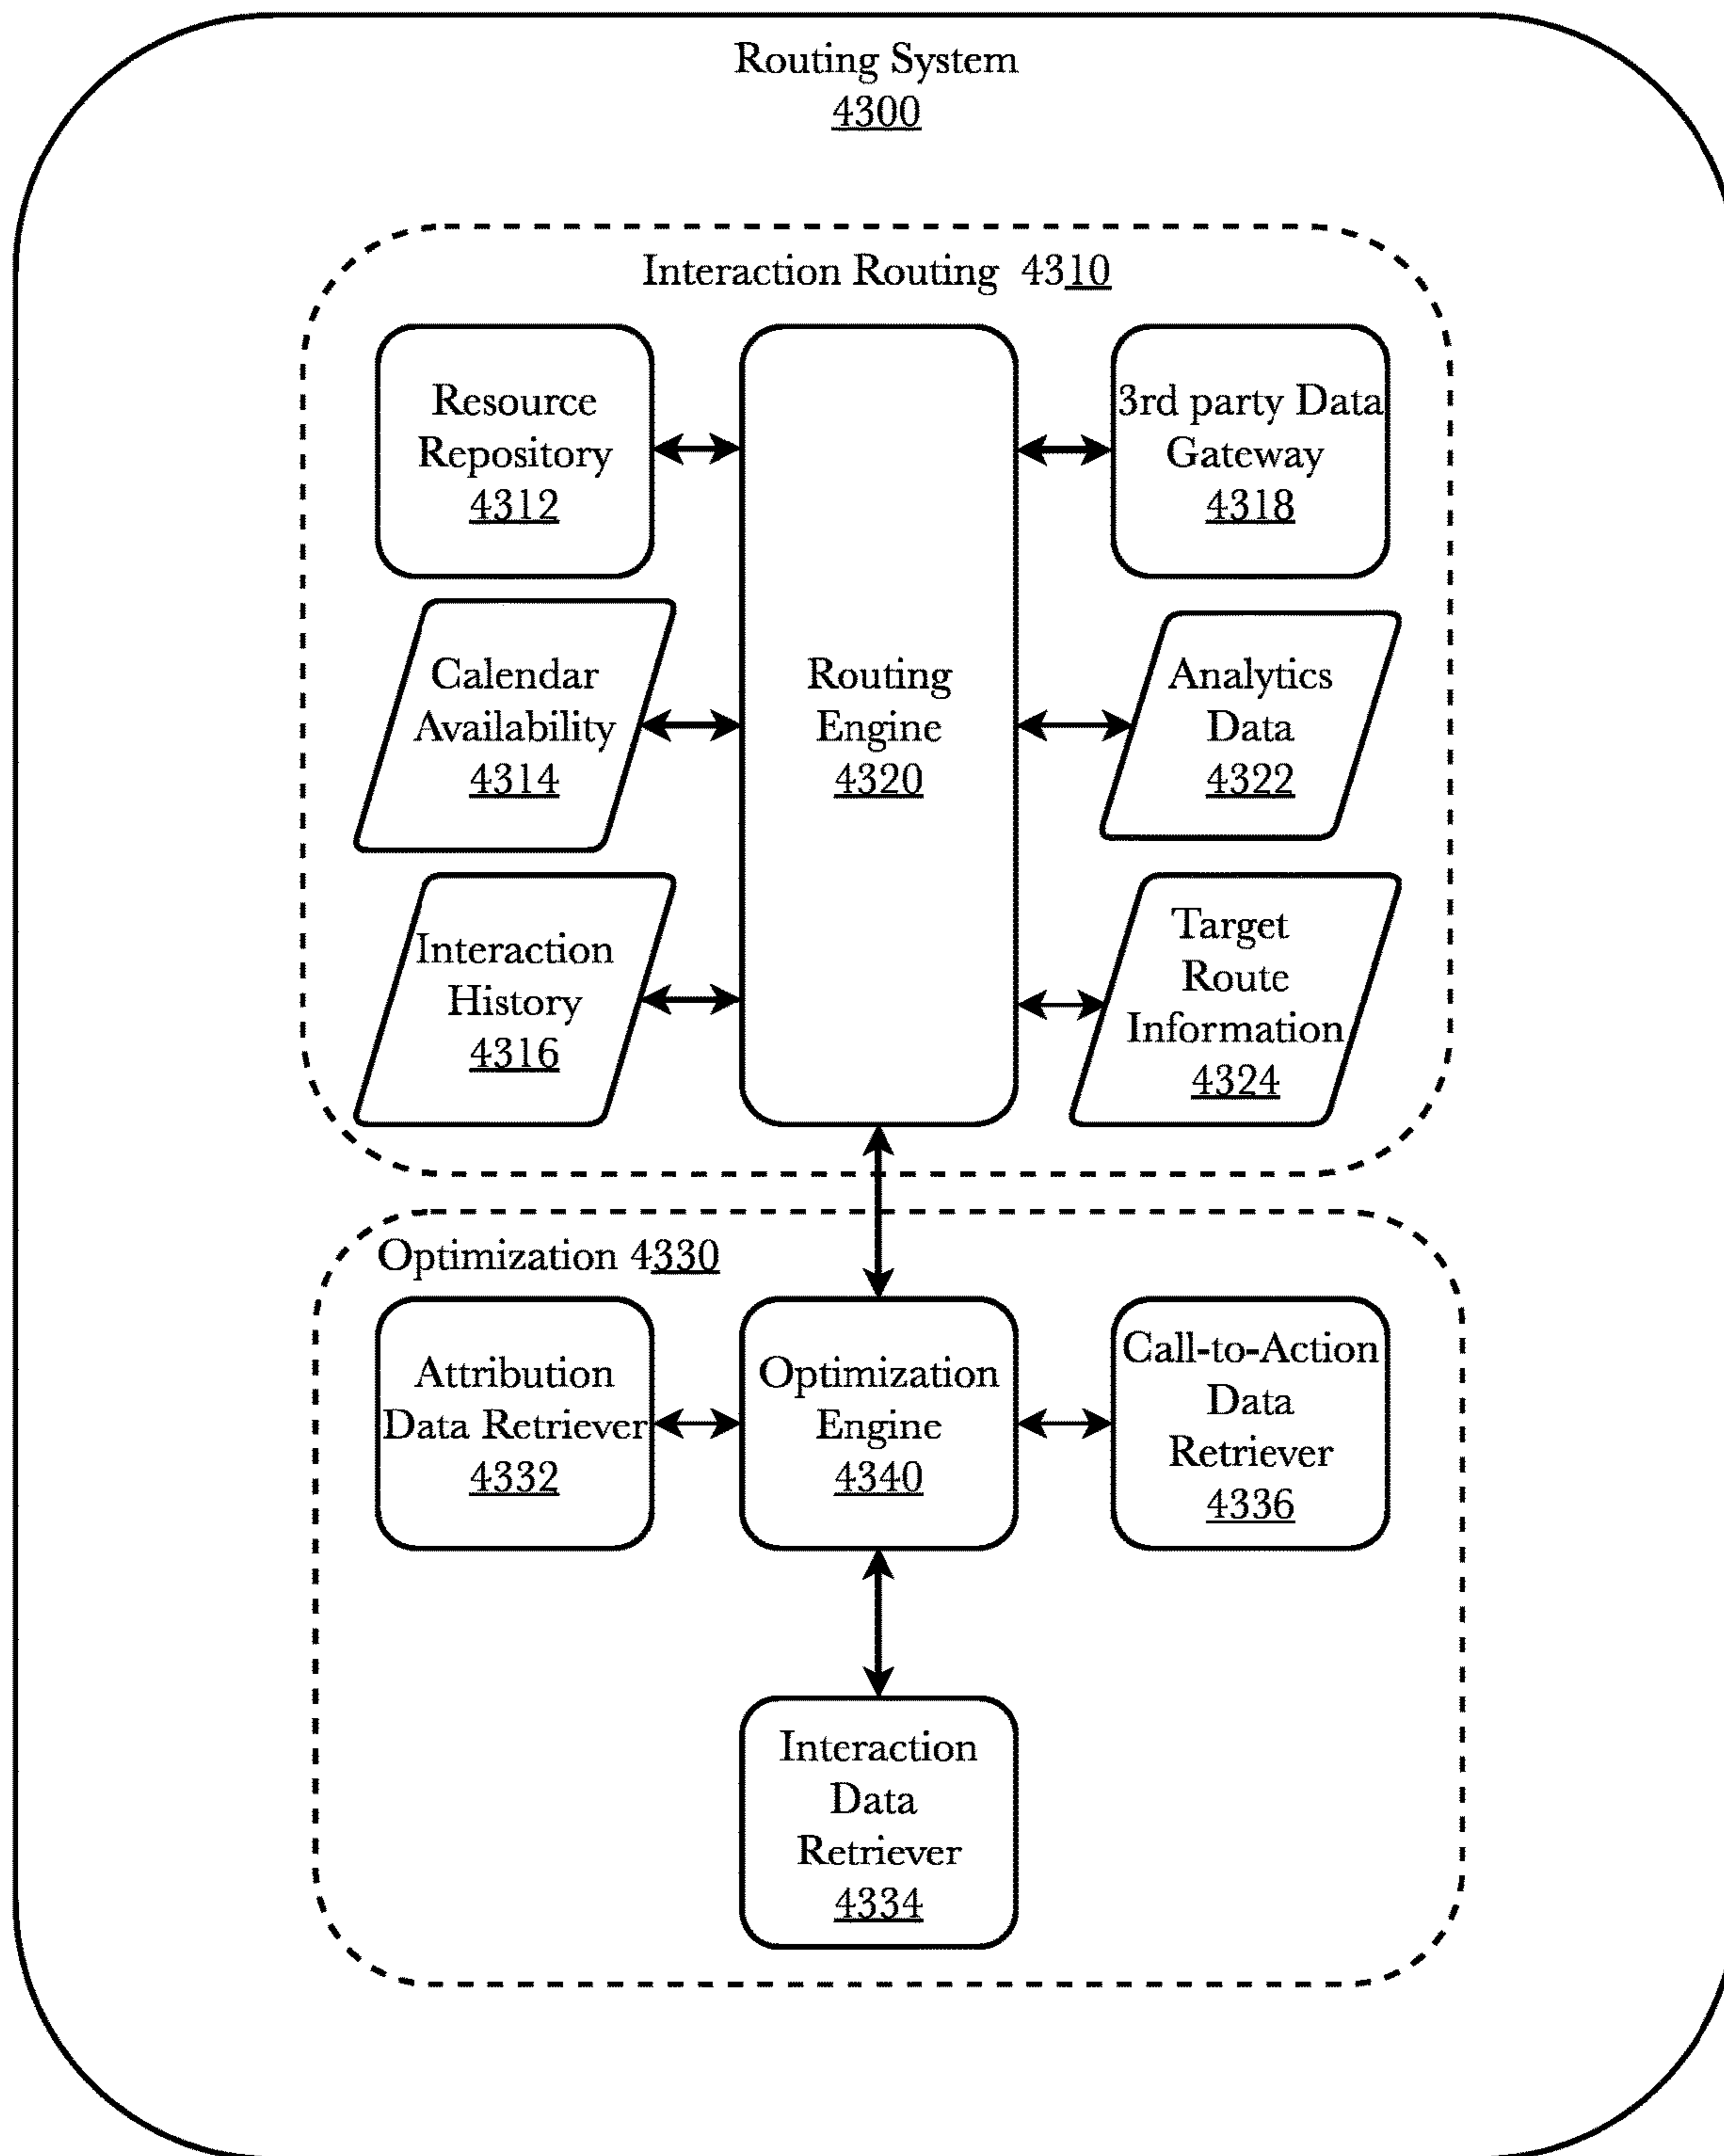 Routing System
4300
Interaction Routing 4310
Resource
Repository
4312
3rd party Data
Gateway
4318
Calendar
Availability
4314
Routing
Engine
4320
Analytics
Data
4322
Interaction
History
4316
Target
Route
Information
4324
Optimization 4330
Attribution
Data Retriever
4332
Optimization
Engine
4340
Call-to-Action
Data
Retriever
4336
Interaction
Data
Retriever
4334